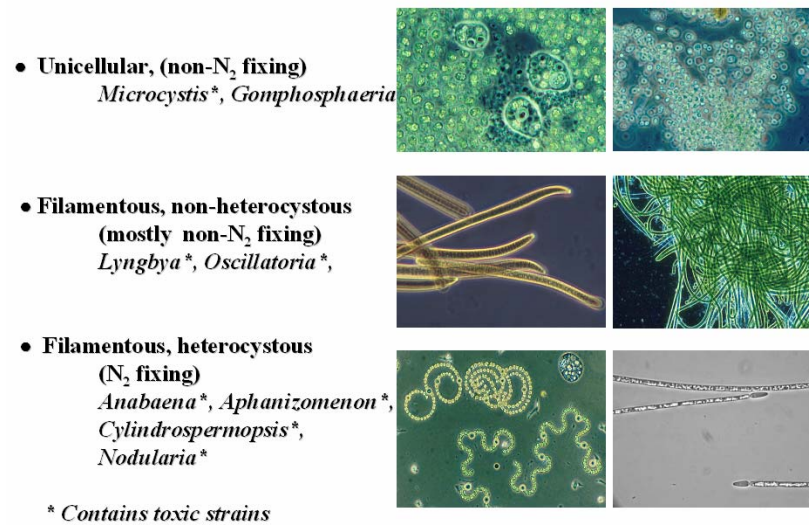 • Unicellular, (non-N₂ fixing)
Microcystis*, Gomphosphaeria
• Filamentous, non-heterocystous
(mostly non-N₂ fixing)
Lyngbya*, Oscillatoria*,
• Filamentous, heterocystous
(N₂ fixing)
Anabaena*, Aphanizomenon*,
Cylindrospermopsis*,
Nodularia*
* Contains toxic strains